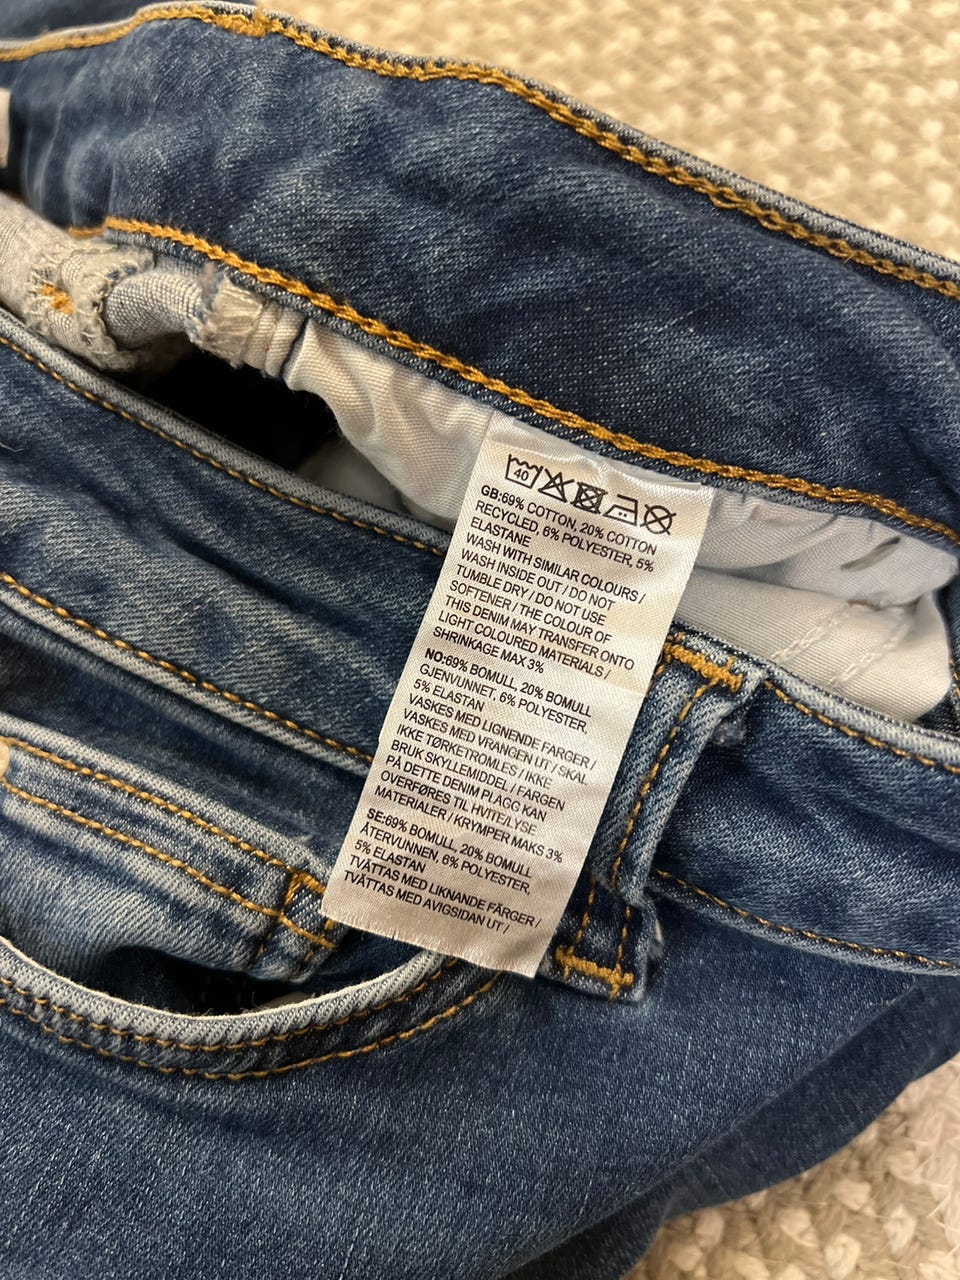 40
GB:69% COTTON, 20% COTTON
RECYCLED, 6% POLYESTER, 5%
ELASTANE
WASH WITH SIMILAR COLOURS /
WASH INSIDE OUT / DO NOT
TUMBLE DRY / DO NOT USE
SOFTENER / THE COLOUR OF
THIS DENIM MAY TRANSFER ONTO
LIGHT COLOURED MATERIALS /
SHRINKAGE MAX 3%
NO:69% BOMULL, 20% BOMULL
GJENVUNNET, 6% POLYESTER,
5% ELASTAN
VASKES MED LIGNENDE FARGER /
VASKES MED VRANGEN UT / SKAL
IKKE TØRKETROMLES / IKKE
BRUK SKYLLEMIDDEL / FARGEN
PÅ DETTE DENIM PLAGG KAN
OVERFØRES TIL HVITE/LYSE
MATERIALER / KRYMPER MAKS 3%
SE:69% BOMULL, 20% BOMULL
ÅTERVUNNEN, 6% POLYESTER,
5% ELASTAN
TVÄTTAS MED LIKNANDE FÄRGER /
TVÄTTAS MED AVIGSIDAN UT /